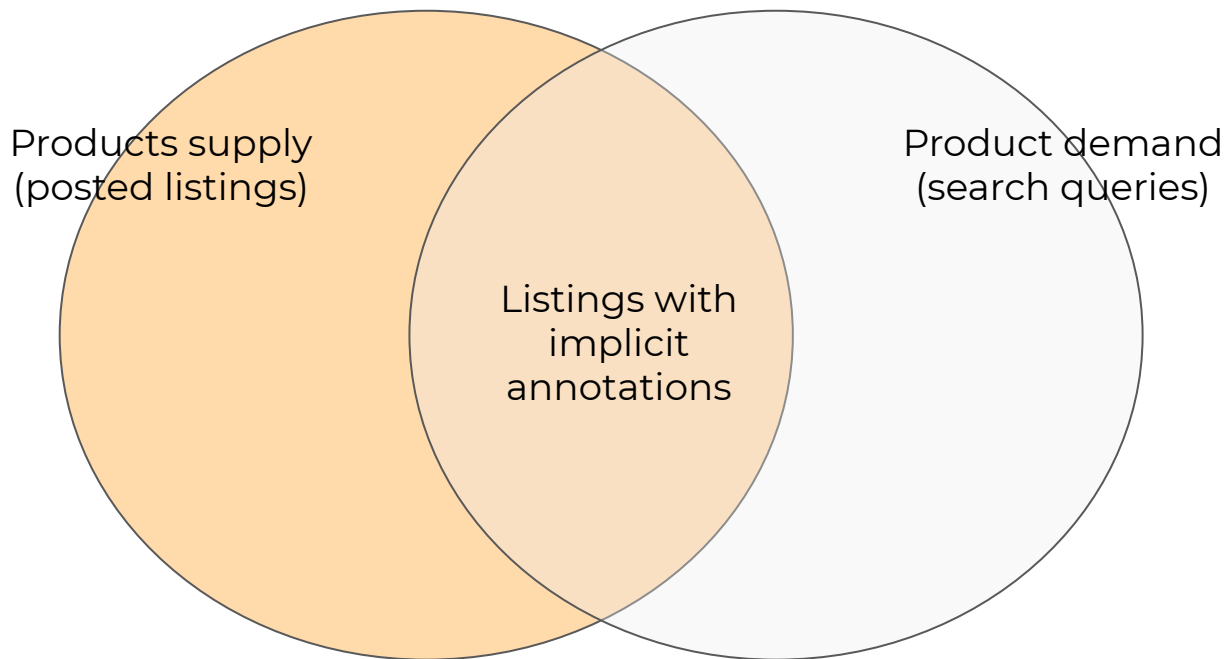 Products supply
(posted listings)
Product demand
(search queries)
Listings with
implicit
annotations